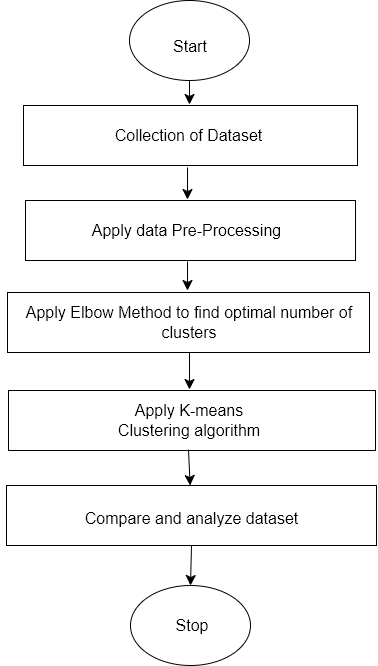 Start
Collection of Dataset
Apply data Pre-Processing
Apply Elbow Method to find optimal number of
clusters
Apply K-means
Clustering algorithm
Compare and analyze dataset
Stop